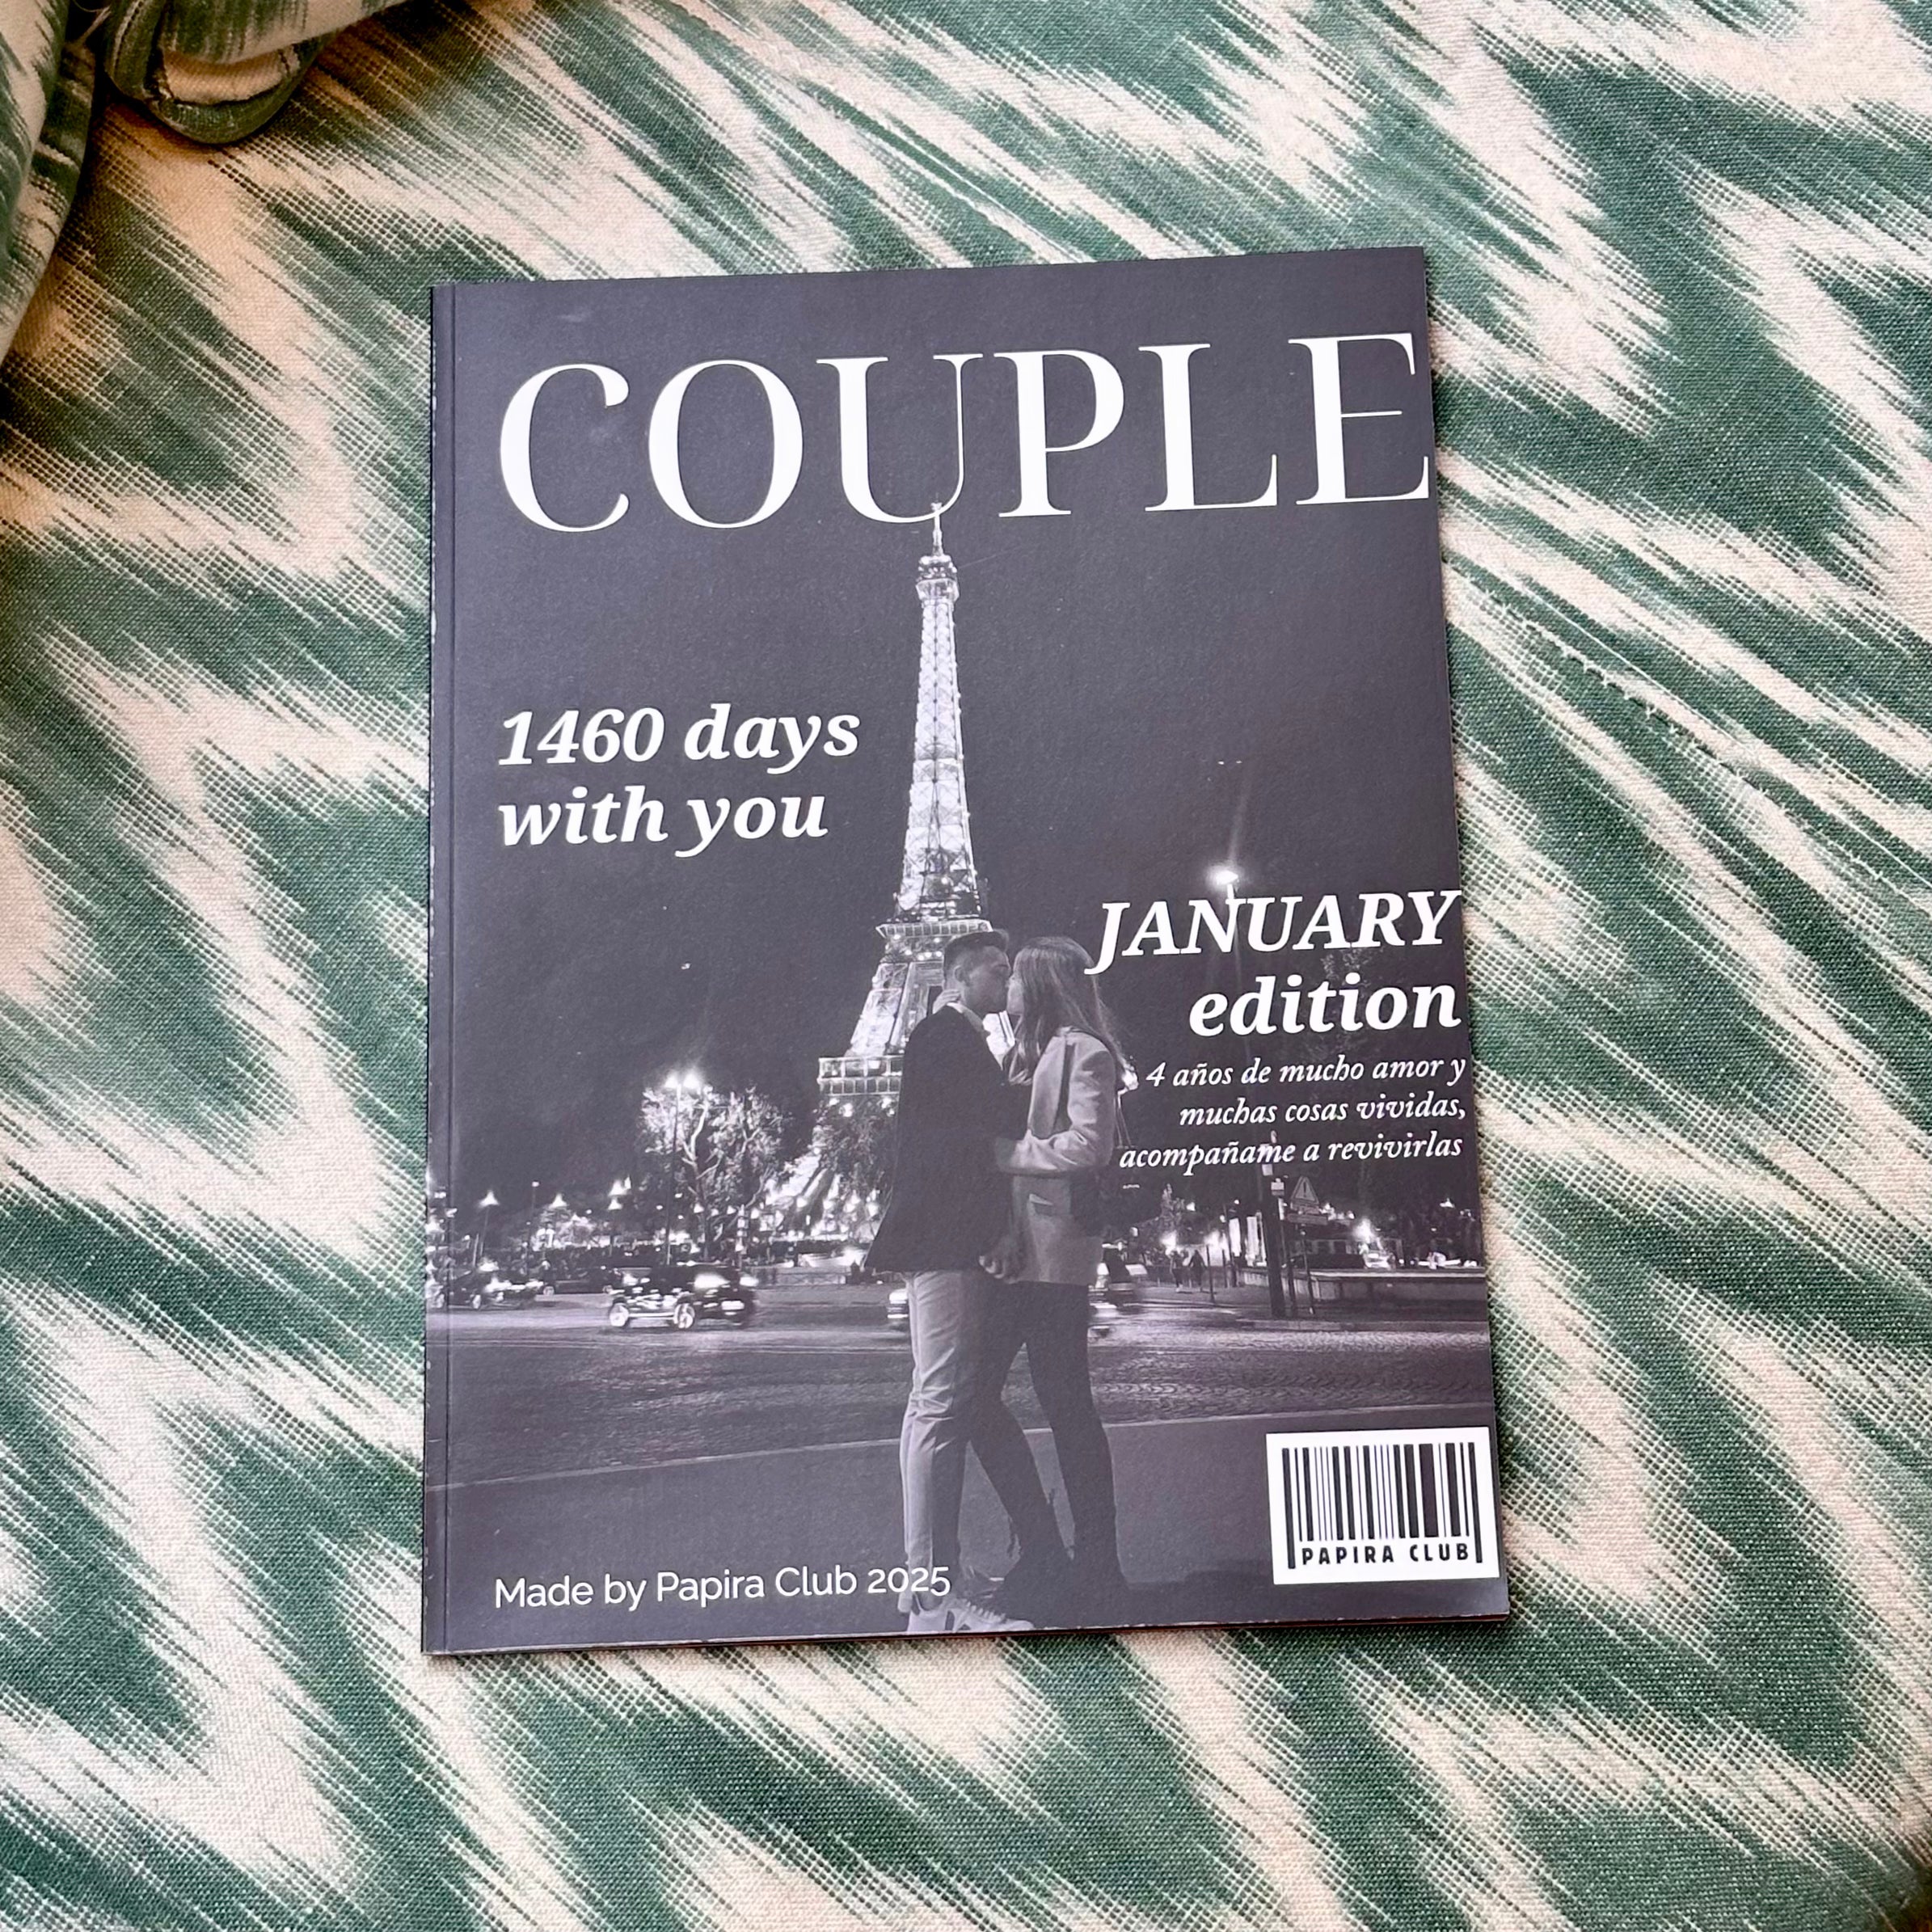 COUPLE
1460 days
with you
JANUARY
edition
4 años de mucho amor y
muchas cosas vividas,
acompañame a revivirlas
PAPIRA CLUB
Made by Papira Club 2025